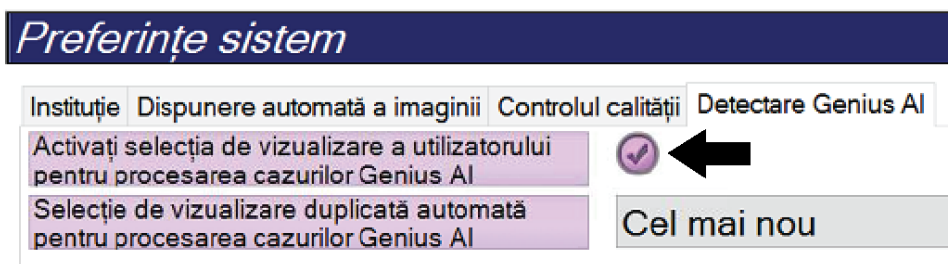 Preferințe sistem
Instituție Dispunere automată a imaginii Controlul calității Detectare Genius AI
Activați selecția de vizualizare a utilizatorului
pentru procesarea cazurilor Genius AI
Selecție de vizualizare duplicată automată
pentru procesarea cazurilor Genius AI
Cel mai nou